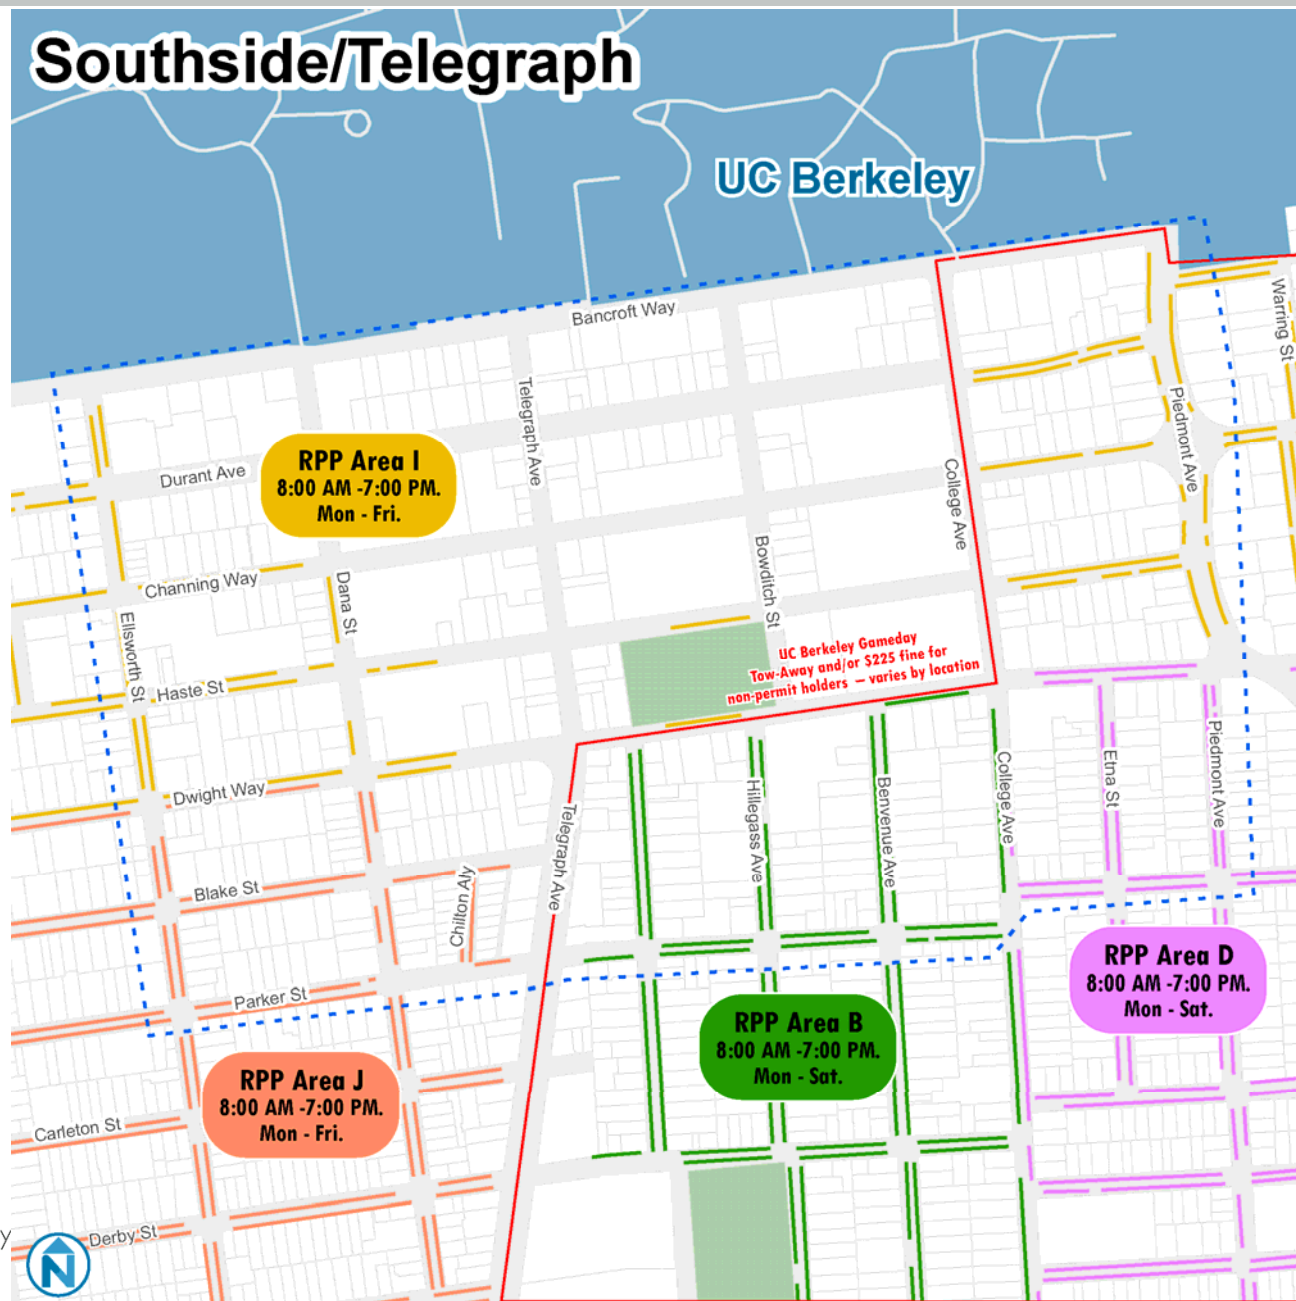 Southside/Telegraph
UC Berkeley
Bancroft Way
Warring St
Telegraph Ave
Piedmont Ave
RPP Area I
8:00 AM -7:00 PM.
Mon - Fri.
Durant Ave
College Ave
Bowditch St
Channing Way
Dana St
Ellsworth St
UC Berkeley Gameday
Tow-Away and/or $225 fine for
non-permit holders – varies by location
Haste St
Dwight Way
Telegraph Ave
Hillegass Ave
Benvenue Ave
College Ave
Etna St
Piedmont Ave
Blake St
Chilton Aly
RPP Area D
8:00 AM -7:00 PM.
Mon - Sat.
Parker St
RPP Area B
8:00 AM -7:00 PM.
Mon - Sat.
RPP Area J
8:00 AM -7:00 PM.
Mon - Fri.
Carleton St
Derby St
y
N